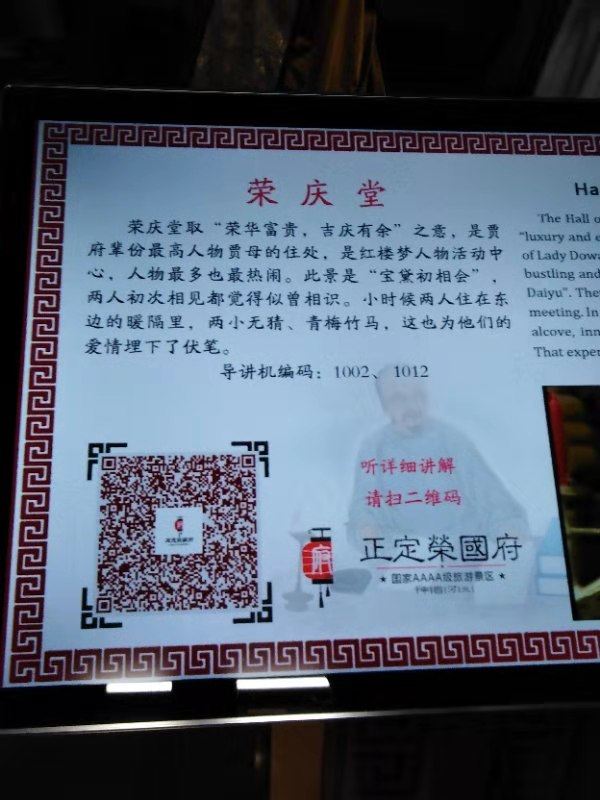 荣庆堂
荣庆堂取“荣华富贵，吉庆有余”之意，是贾
府辈份最高人物贾母的住处，是红楼梦人物活动中
心，人物最多也最热闹。此景是“宝黛初相会”，
两人初次相见都觉得似曾相识。小时候两人住在东
边的暖隔里，两小无猜、青梅竹马，这也为他们的
爱情埋下了伏笔。
导讲机编码：1002、1012
听详细讲解
请扫二维码
府
正定榮國府
★ 国家AAAA级旅游景区 ★
Ha
The Hall o
"luxury and e
of Lady Dowa
bustling and
Daiyu". They
meeting. In
alcove, inn
That exper